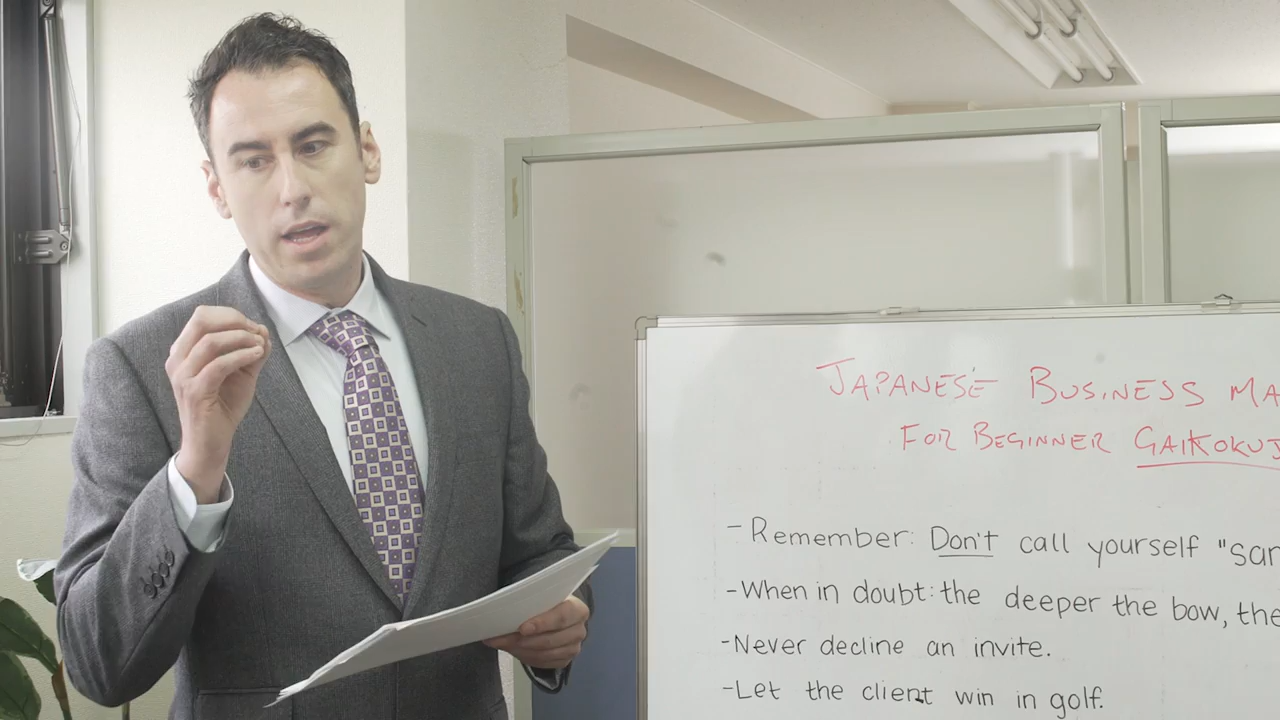 JAPANESE BUSINESS MA
FOR BEGINNER GAIKOKUJ
- Remember: Don't call yourself "san
- When in doubt: the deeper the bow, the
- Never decline an invite.
- Let the client win in golf.